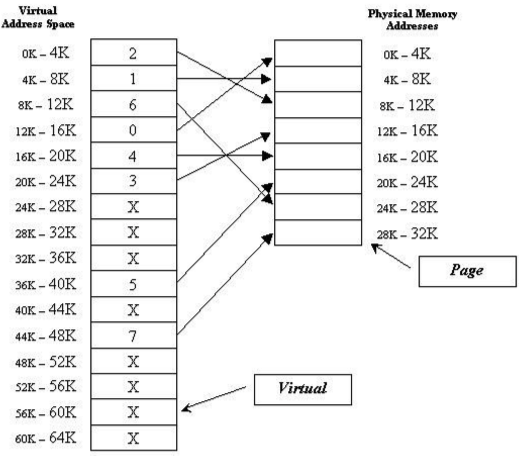 Virtual
Address Space
Physical Memory
Addresses
0K – 4K 2 0K – 4K
4K – 8K 1 4K – 8K
8K – 12K 6 8K – 12K
12K – 16K 0 12K – 16K
16K – 20K 4 16K – 20K
20K – 24K 3 20K – 24K
24K – 28K X 24K – 28K
28K – 32K X 28K – 32K
32K – 36K X
Page
36K – 40K 5
40K – 44K X
44K – 48K 7
48K – 52K X
52K – 56K X
Virtual
56K – 60K X
60K – 64K X